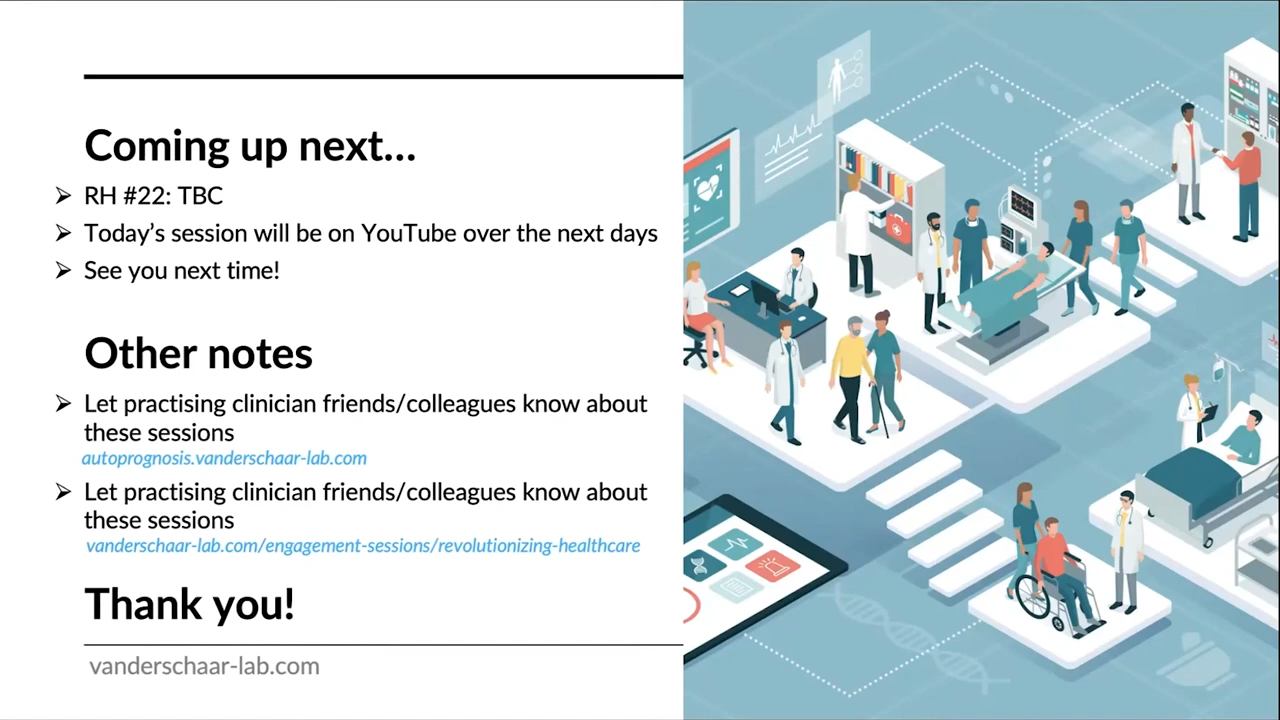 Coming up next...
➢ RH #22: TBC
➢ Today's session will be on YouTube over the next days
➢ See you next time!
Other notes
➢ Let practising clinician friends/colleagues know about
these sessions
autoprognosis.vanderschaar-lab.com
➢ Let practising clinician friends/colleagues know about
these sessions
vanderschaar-lab.com/engagement-sessions/revolutionizing-healthcare
Thank you!
vanderschaar-lab.com